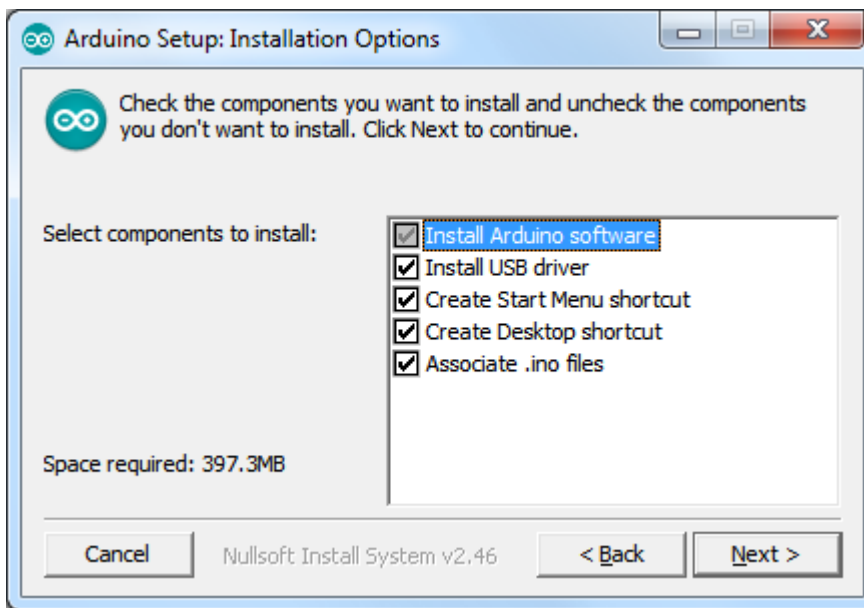 Arduino Setup: Installation Options
Check the components you want to install and uncheck the components
you don't want to install. Click Next to continue.
Select components to install:
Install Arduino software
Install USB driver
Create Start Menu shortcut
Create Desktop shortcut
Associate .ino files
Space required: 397.3MB
Cancel
Nullsoft Install System v2.46
< Back
Next >